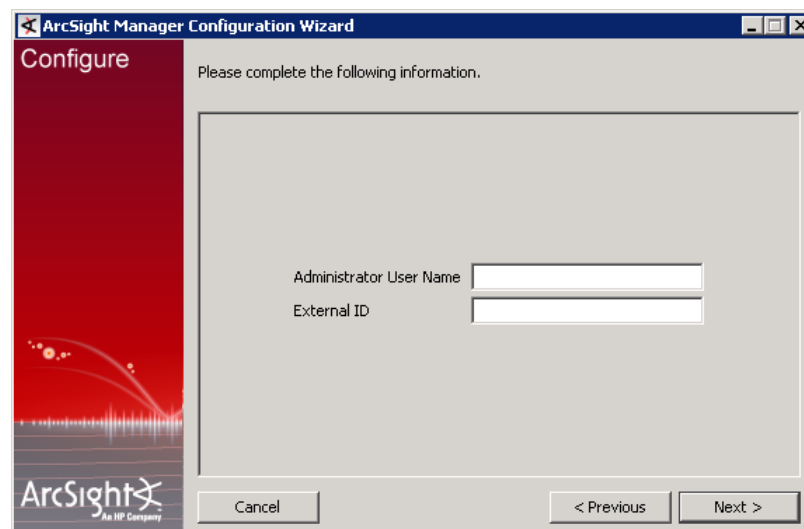 ArcSight Manager Configuration Wizard
Configure
Please complete the following information.
Administrator User Name
External ID
ArcSight
An HP Company
Cancel
< Previous
Next >